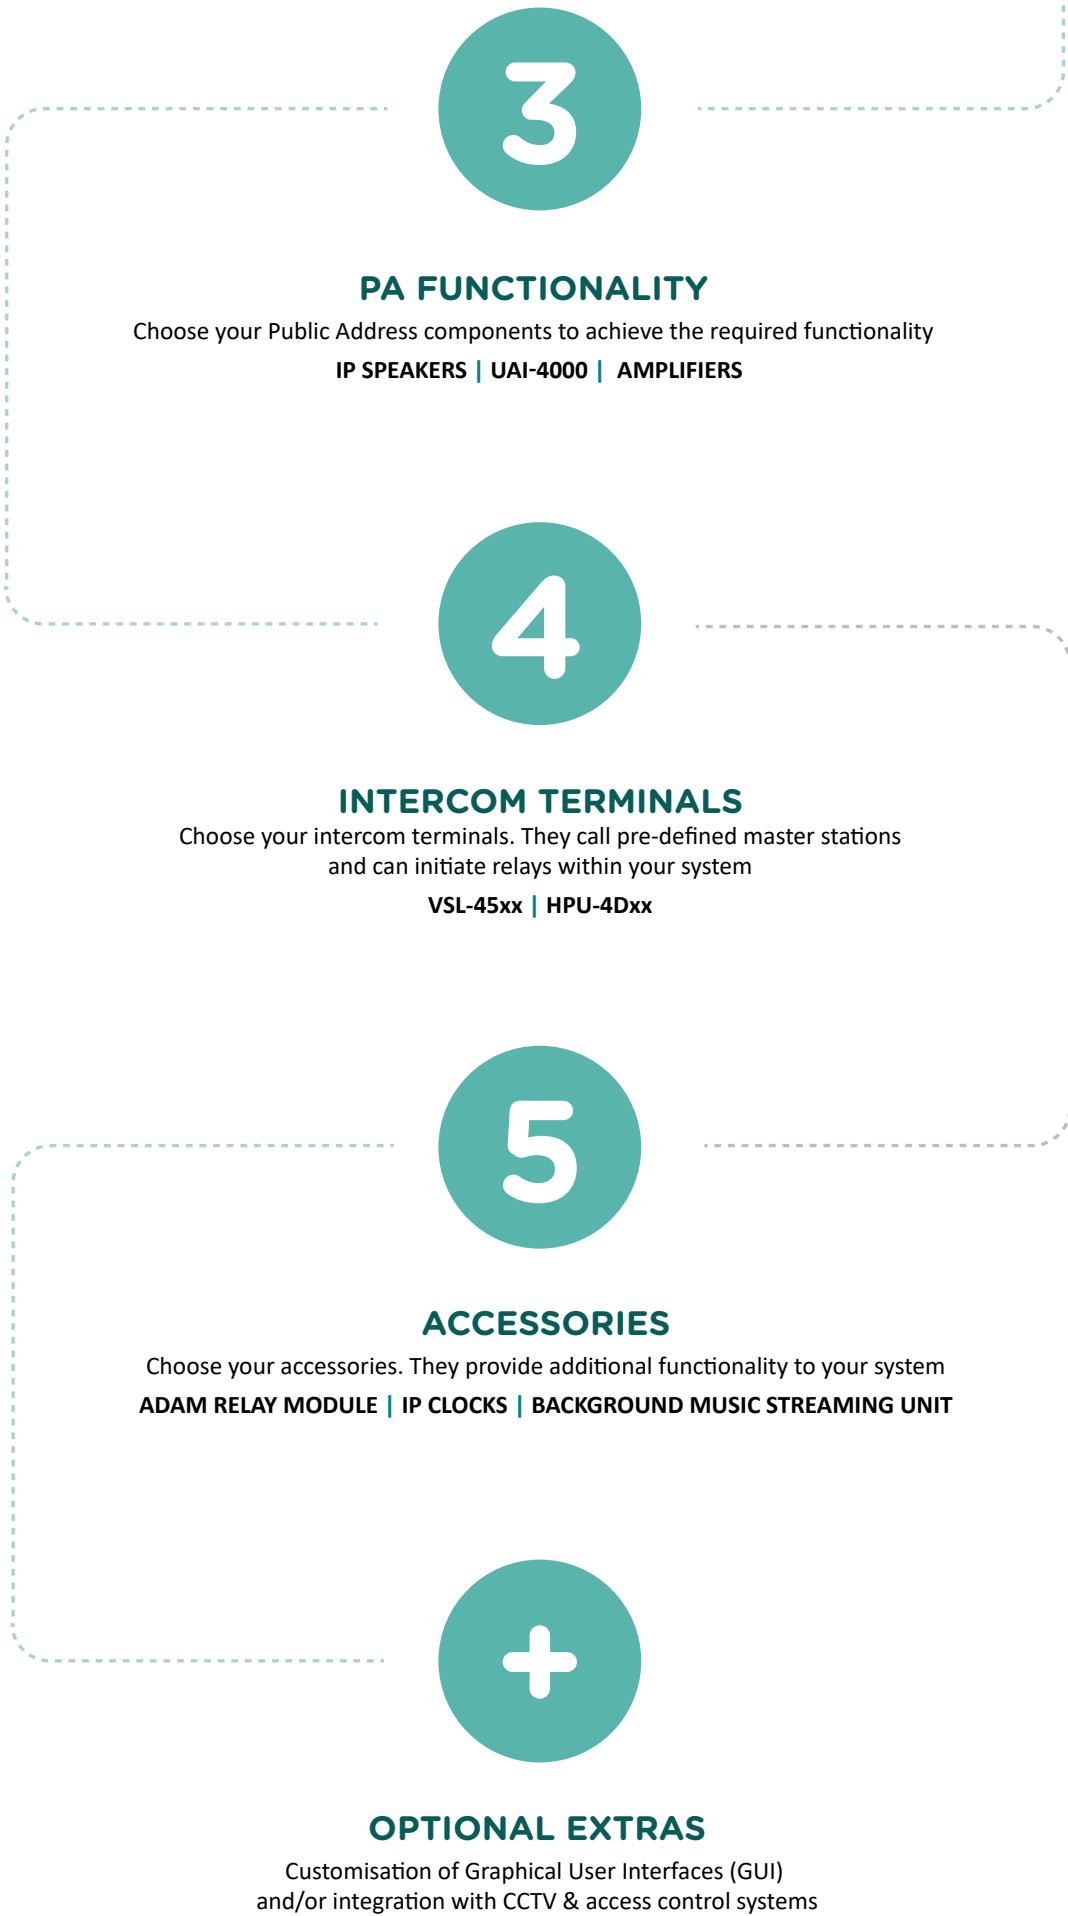 3
PA FUNCTIONALITY
Choose your Public Address components to achieve the required functionality
IP SPEAKERS | UAI-4000 | AMPLIFIERS
4
INTERCOM TERMINALS
Choose your intercom terminals. They call pre-defined master stations
and can initiate relays within your system
VSL-45xx | HPU-4Dxx
5
ACCESSORIES
Choose your accessories. They provide additional functionality to your system
ADAM RELAY MODULE | IP CLOCKS | BACKGROUND MUSIC STREAMING UNIT
+
OPTIONAL EXTRAS
Customisation of Graphical User Interfaces (GUI)
and/or integration with CCTV & access control systems